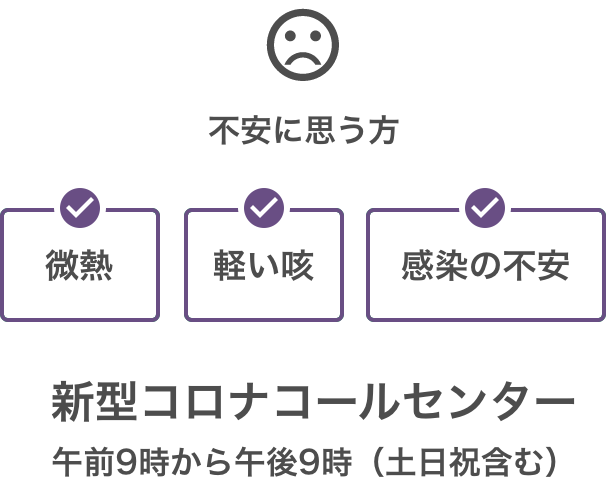 不安に思う方
微熱
軽い咳
感染の不安
新型コロナコールセンター
午前9時から午後9時（土日祝含む）